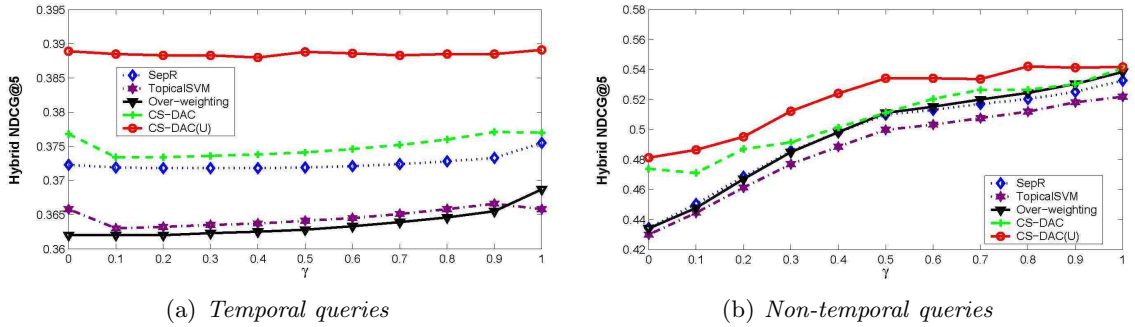 0.395
0.39
0.385
0.38
0.375
0.37
0.365
0.36
Hybrid NDCG@5
SepR
TopicalSVM
Over-weighting
CS-DAC
CS-DAC(U)
0 0.1 0.2 0.3 0.4 0.5 0.6 0.7 0.8 0.9 1
γ
(a) Temporal queries
0.58
0.56
0.54
0.52
0.5
0.48
0.46
0.44
0.42
Hybrid NDCG@5
SepR
TopicalSVM
Over-weighting
CS-DAC
CS-DAC(U)
0 0.1 0.2 0.3 0.4 0.5 0.6 0.7 0.8 0.9 1
γ
(b) Non-temporal queries